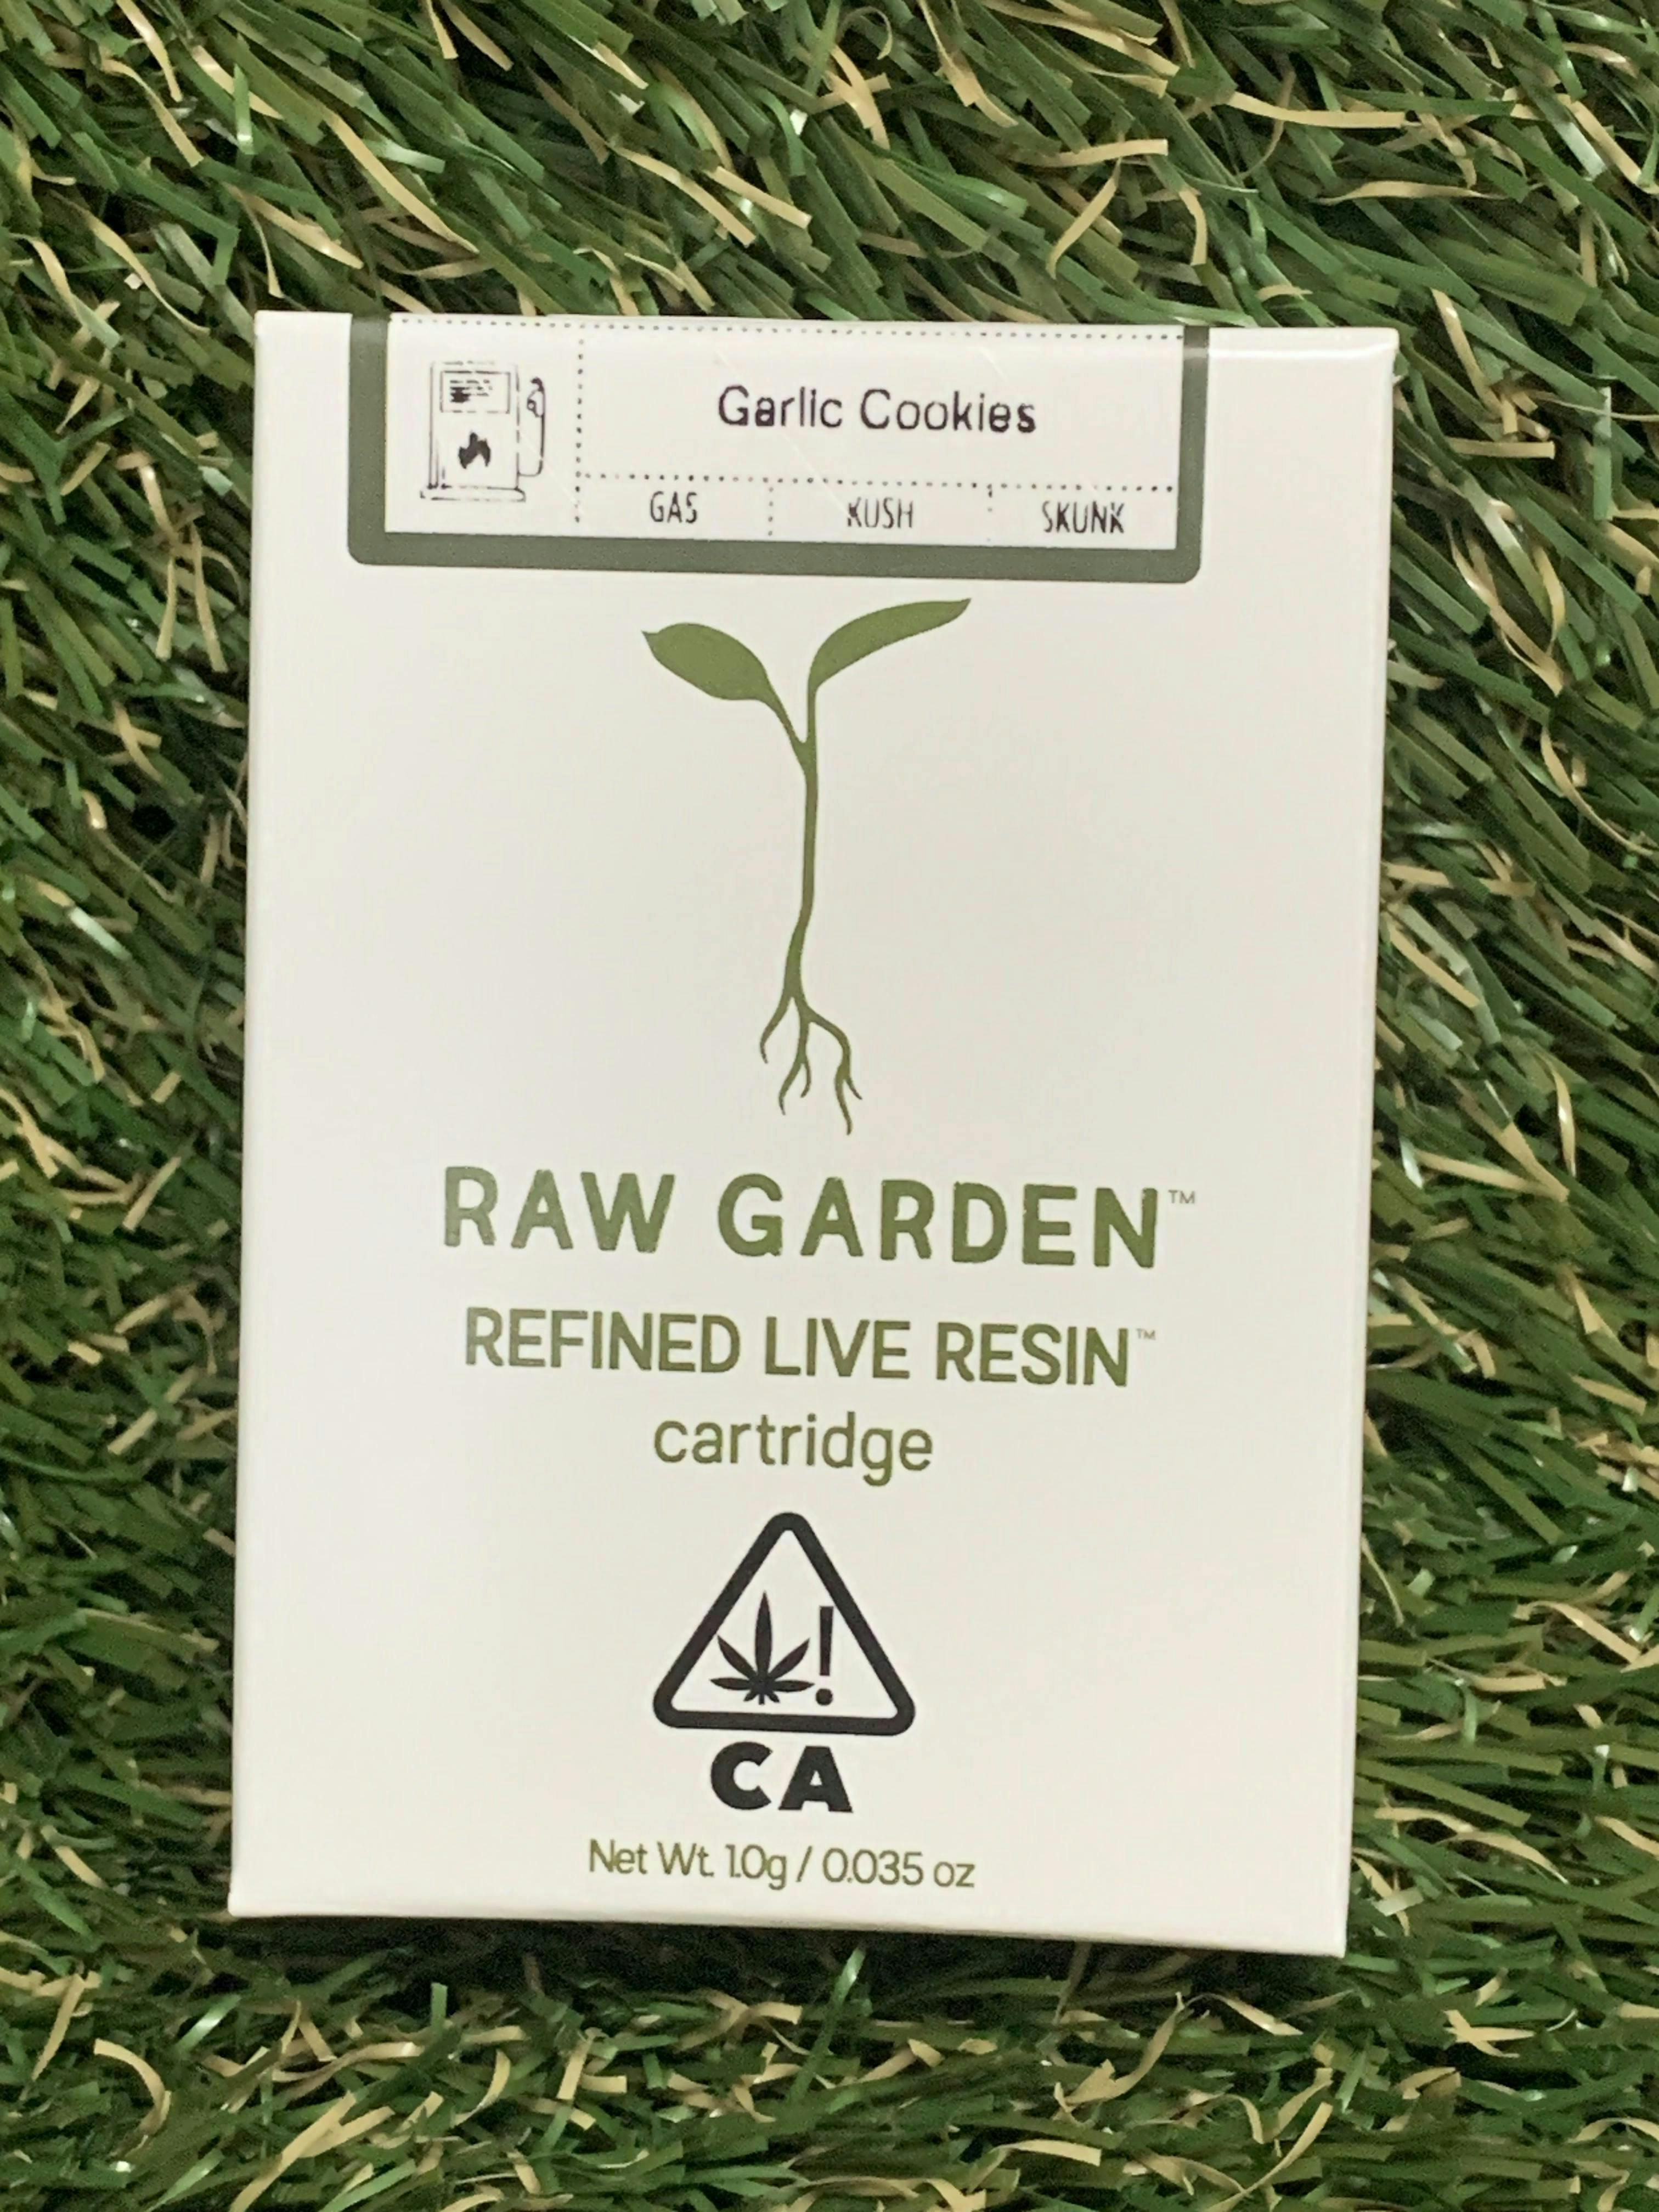 Garlic Cookies
GAS KUSH SKUNK
RAW GARDEN™
REFINED LIVE RESIN™
cartridge
!
CA
Net Wt. 1.0g / 0.035 oz